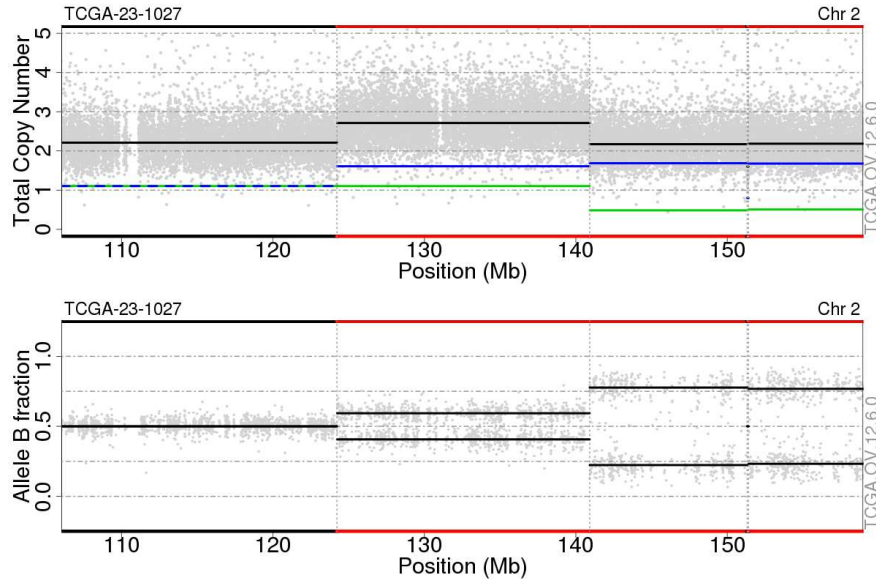 TCGA-23-1027 Chr 2
Total Copy Number
5
4
3
2
1
0
110 120 130 140 150
Position (Mb)
TCGA OV 12.6.0
TCGA-23-1027 Chr 2
Allele B fraction
1.0
0.5
0.0
110 120 130 140 150
Position (Mb)
TCGA OV 12.6.0